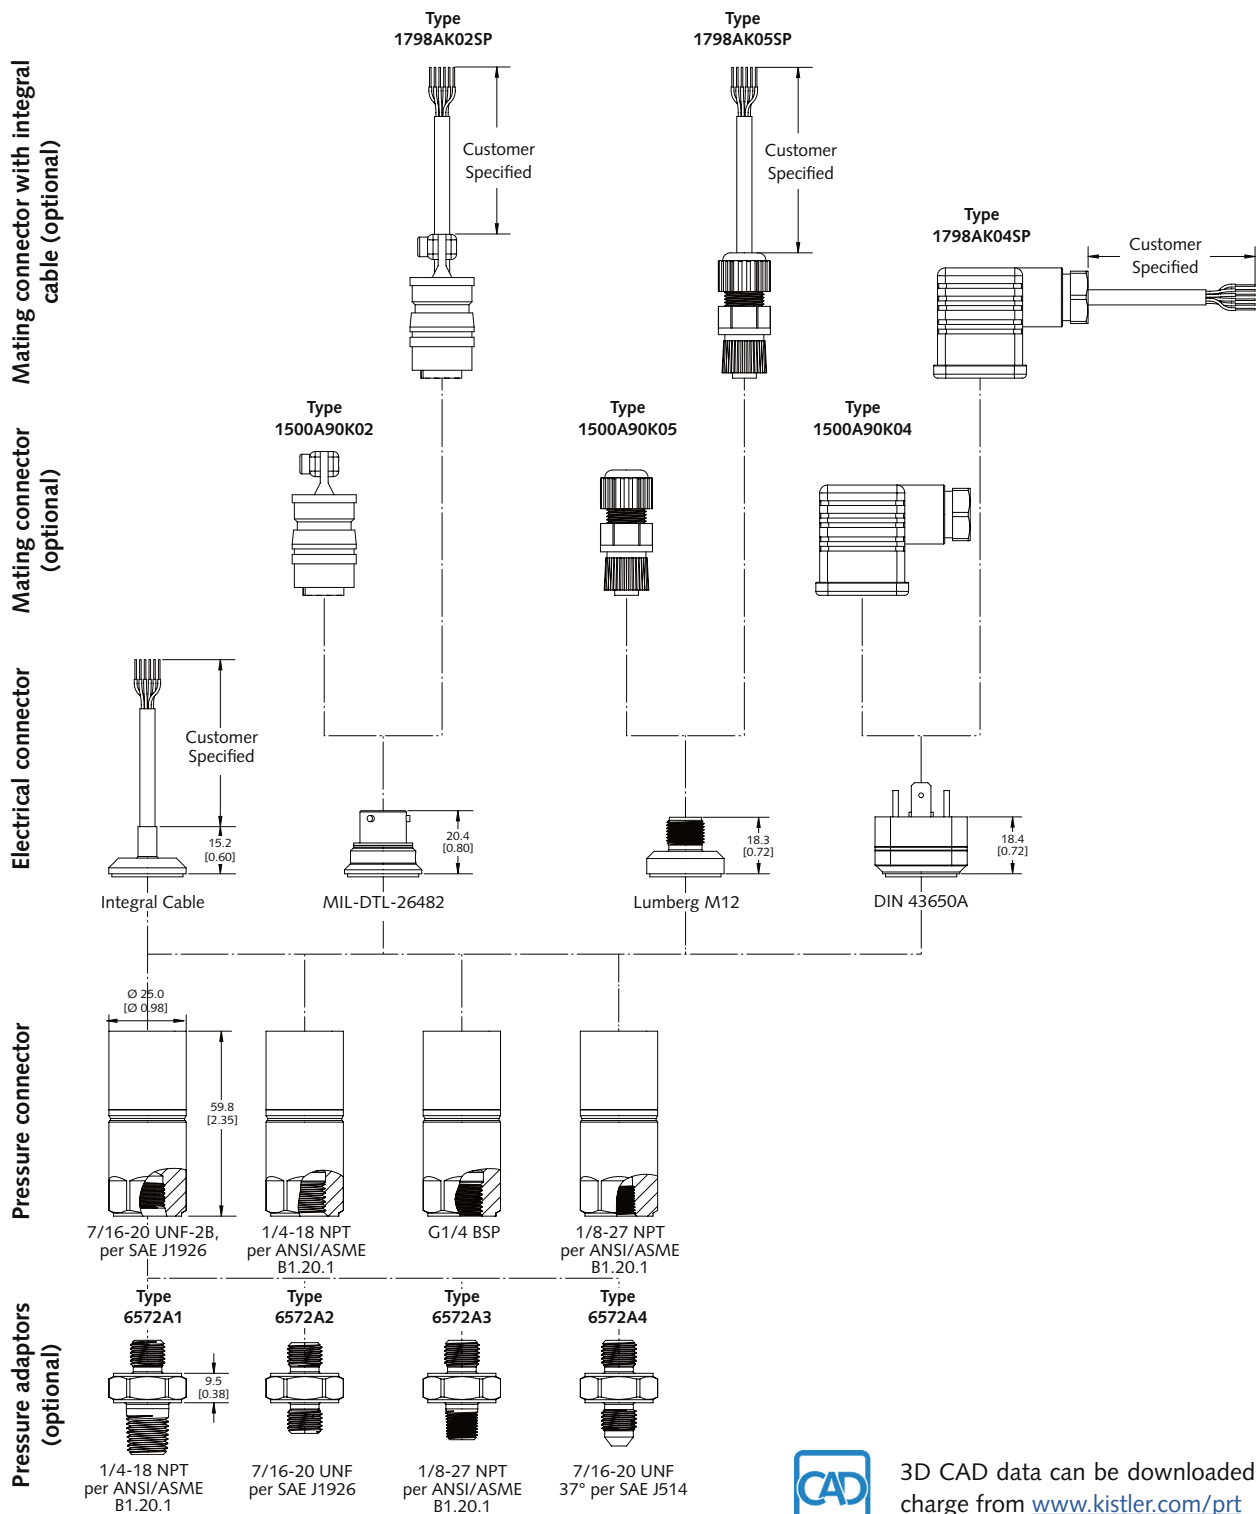 Mating connector with integral
cable (optional)
Type
1798AK02SP
Customer
Specified
Type
1798AK05SP
Customer
Specified
Type
1798AK04SP
Customer
Specified
Mating connector
(optional)
Type
1500A90K02
Type
1500A90K05
Type
1500A90K04
Electrical connector
Customer
Specified
15.2
[0.60]
Integral Cable
20.4
[0.80]
MIL-DTL-26482
18.3
[0.72]
Lumberg M12
18.4
[0.72]
DIN 43650A
Pressure connector
Ø 25.0
[Ø 0.98]
59.8
[2.35]
7/16-20 UNF-2B,
per SAE J1926
1/4-18 NPT
per ANSI/ASME
B1.20.1
G1/4 BSP
1/8-27 NPT
per ANSI/ASME
B1.20.1
Pressure adaptors
(optional)
Type
6572A1
9.5
[0.38]
1/4-18 NPT
per ANSI/ASME
B1.20.1
Type
6572A2
7/16-20 UNF
per SAE J1926
Type
6572A3
1/8-27 NPT
per ANSI/ASME
B1.20.1
Type
6572A4
7/16-20 UNF
37° per SAE J514
CAD
3D CAD data can be downloaded
charge from www.kistler.com/prt